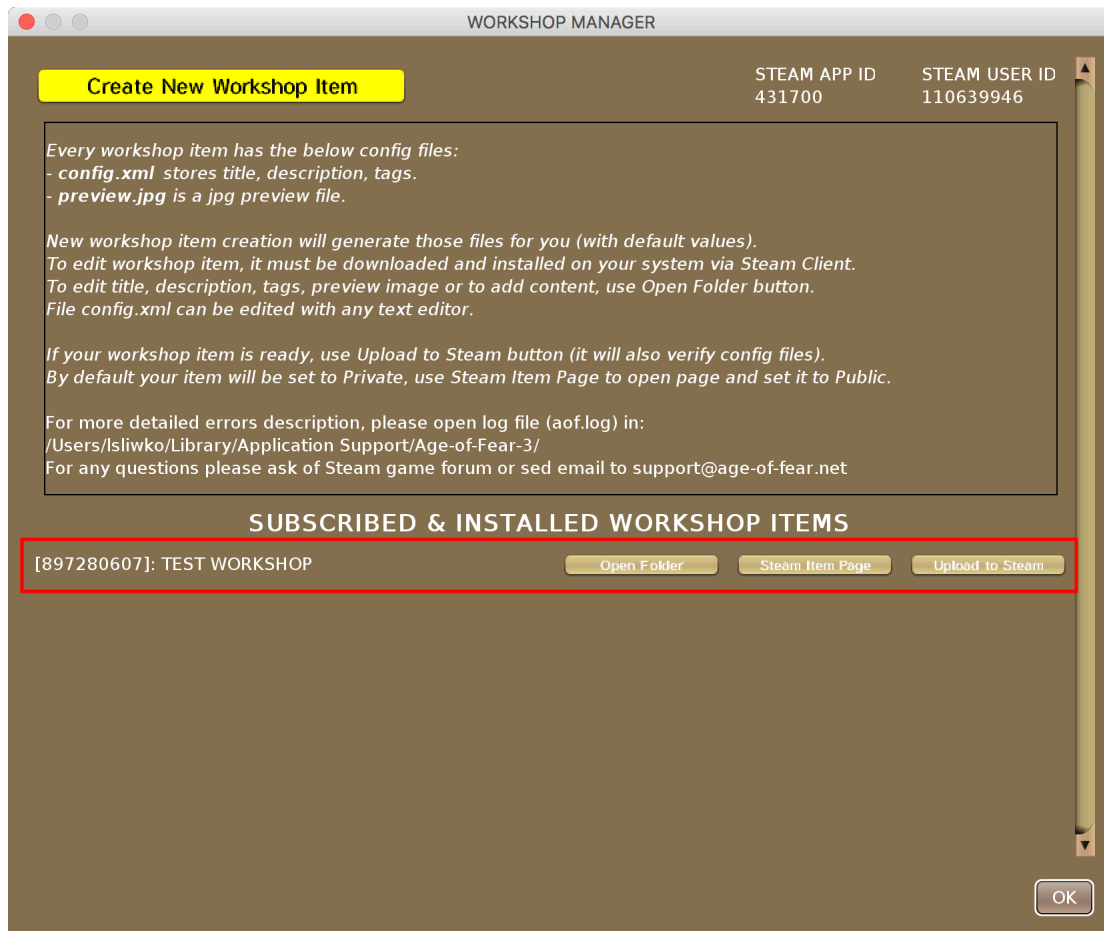 WORKSHOP MANAGER
Create New Workshop Item
STEAM APP ID
431700
STEAM USER ID
110639946
Every workshop item has the below config files:
- config.xml stores title, description, tags.
- preview.jpg is a jpg preview file.
New workshop item creation will generate those files for you (with default values).
To edit workshop item, it must be downloaded and installed on your system via Steam Client.
To edit title, description, tags, preview image or to add content, use Open Folder button.
File config.xml can be edited with any text editor.
If your workshop item is ready, use Upload to Steam button (it will also verify config files).
By default your item will be set to Private, use Steam Item Page to open page and set it to Public.
For more detailed errors description, please open log file (aof.log) in:
/Users/lsliwko/Library/Application Support/Age-of-Fear-3/
For any questions please ask of Steam game forum or sed email to support@age-of-fear.net
SUBSCRIBED & INSTALLED WORKSHOP ITEMS
[897280607]: TEST WORKSHOP
Open Folder
Steam Item Page
Upload to Steam
OK